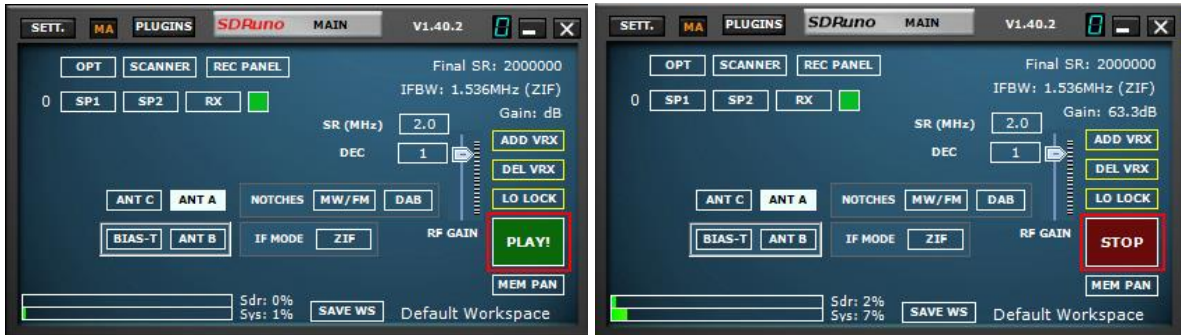 SETT. MA PLUGINS SDRuno MAIN V1.40.2 0
OPT SCANNER REC PANEL Final SR: 2000000
IFBW: 1.536MHz (ZIF)
0 SP1 SP2 RX Gain: dB
SR (MHz) 2.0
ADD VRX
DEC 1
DEL VRX
ANT C ANT A NOTCHES MW/FM DAB LO LOCK
BIAS-T ANT B IF MODE ZIF RF GAIN PLAY!
MEM PAN
Sdr: 0%
Sys: 1% SAVE WS Default Workspace
SETT. MA PLUGINS SDRuno MAIN V1.40.2 0
OPT SCANNER REC PANEL Final SR: 2000000
IFBW: 1.536MHz (ZIF)
0 SP1 SP2 RX Gain: 63.3dB
SR (MHz) 2.0
ADD VRX
DEC 1
DEL VRX
ANT C ANT A NOTCHES MW/FM DAB LO LOCK
BIAS-T ANT B IF MODE ZIF RF GAIN STOP
MEM PAN
Sdr: 2%
Sys: 7% SAVE WS Default Workspace